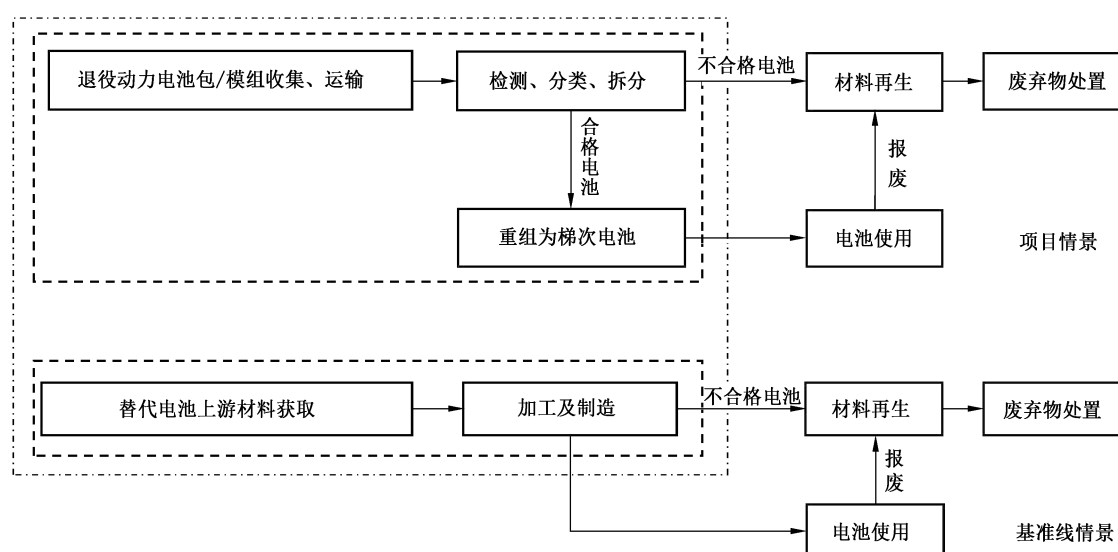 退役动力电池包/模组收集、运输
检测、分类、拆分
不合格电池
材料再生
废弃物处置
合格电池
报废
重组为梯次电池
电池使用
项目情景
替代电池上游材料获取
加工及制造
不合格电池
材料再生
废弃物处置
报废
电池使用
基准线情景